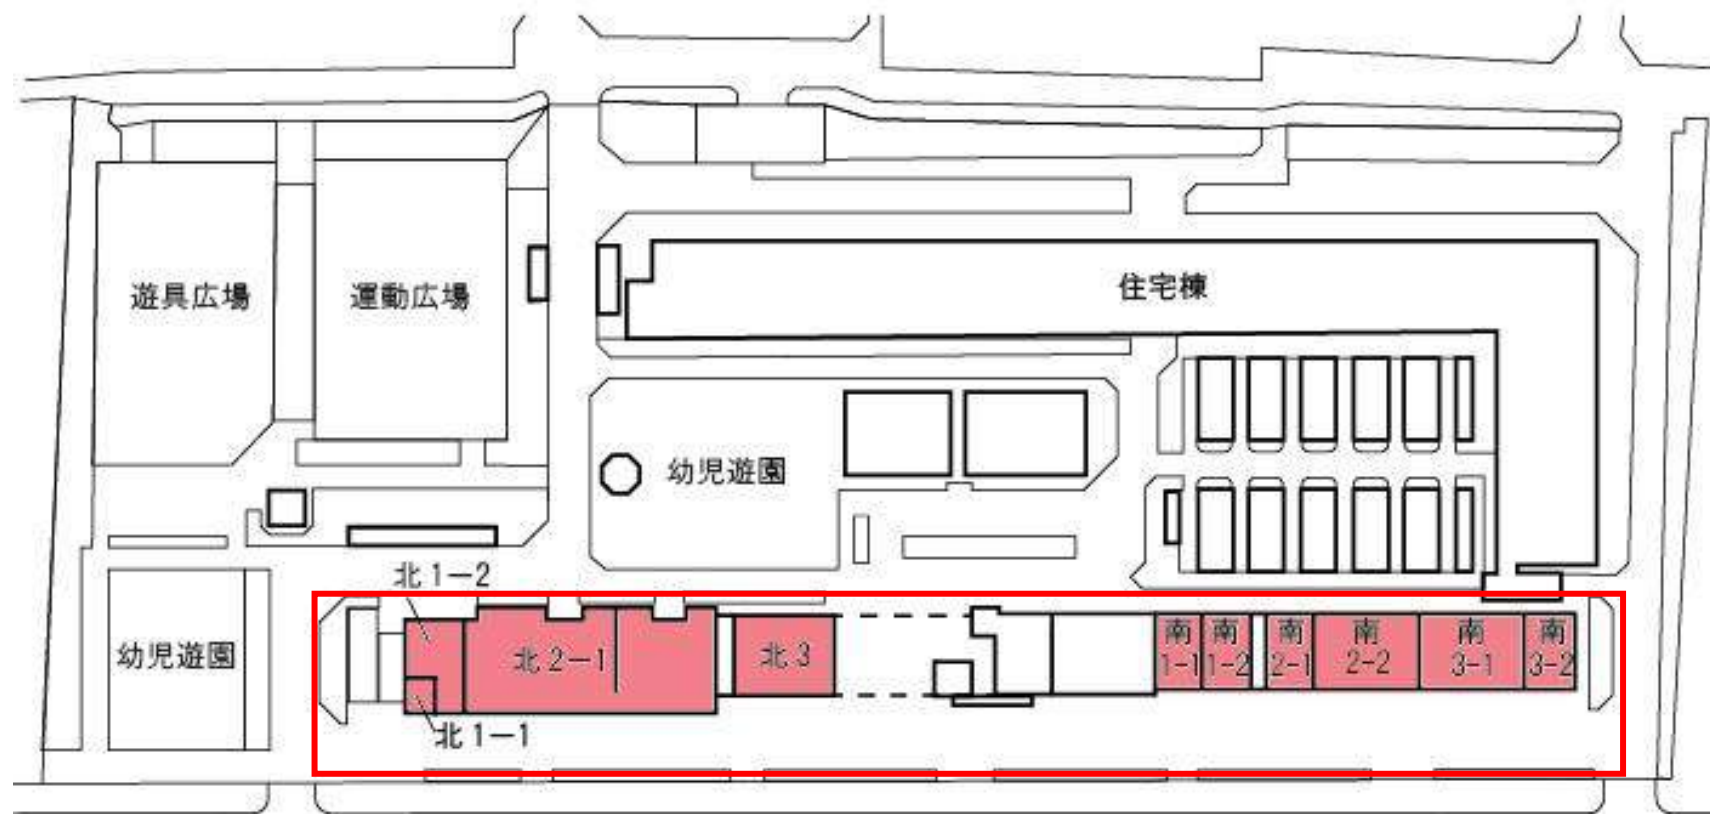 遊具広場
運動広場
住宅棟
幼児遊園
北1-2
幼児遊園
北2-1
北3
北1-1
南
1-1
南
1-2
南
2-1
南
2-2
南
3-1
南
3-2